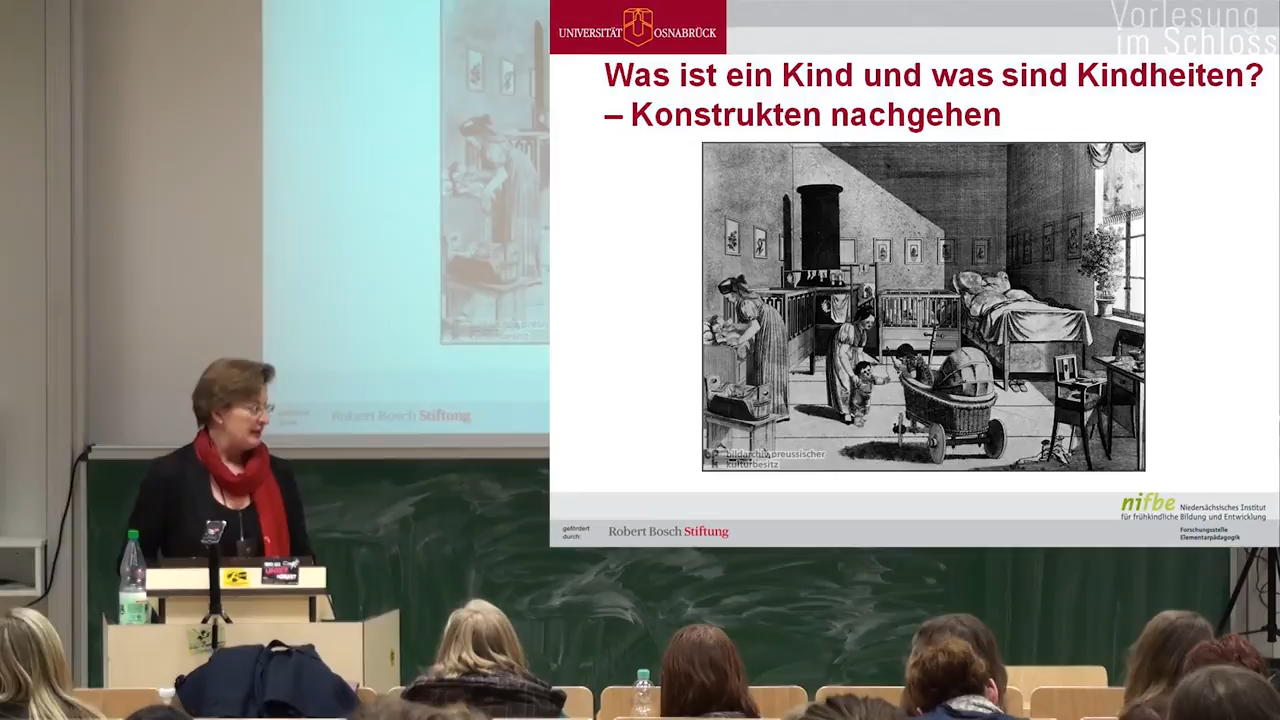 Vorlesung
im Schloss
UNIVERSITÄT OSNABRÜCK
Was ist ein Kind und was sind Kindheiten?
– Konstrukten nachgehen
bildarchiv preussischer
kulturbesitz
nifbe Niedersächsisches Institut
für frühkindliche Bildung und Entwicklung
Forschungsstelle
Elementarpädagogik
gefördert
durch:
Robert Bosch Stiftung
Robert Bosch Stiftung